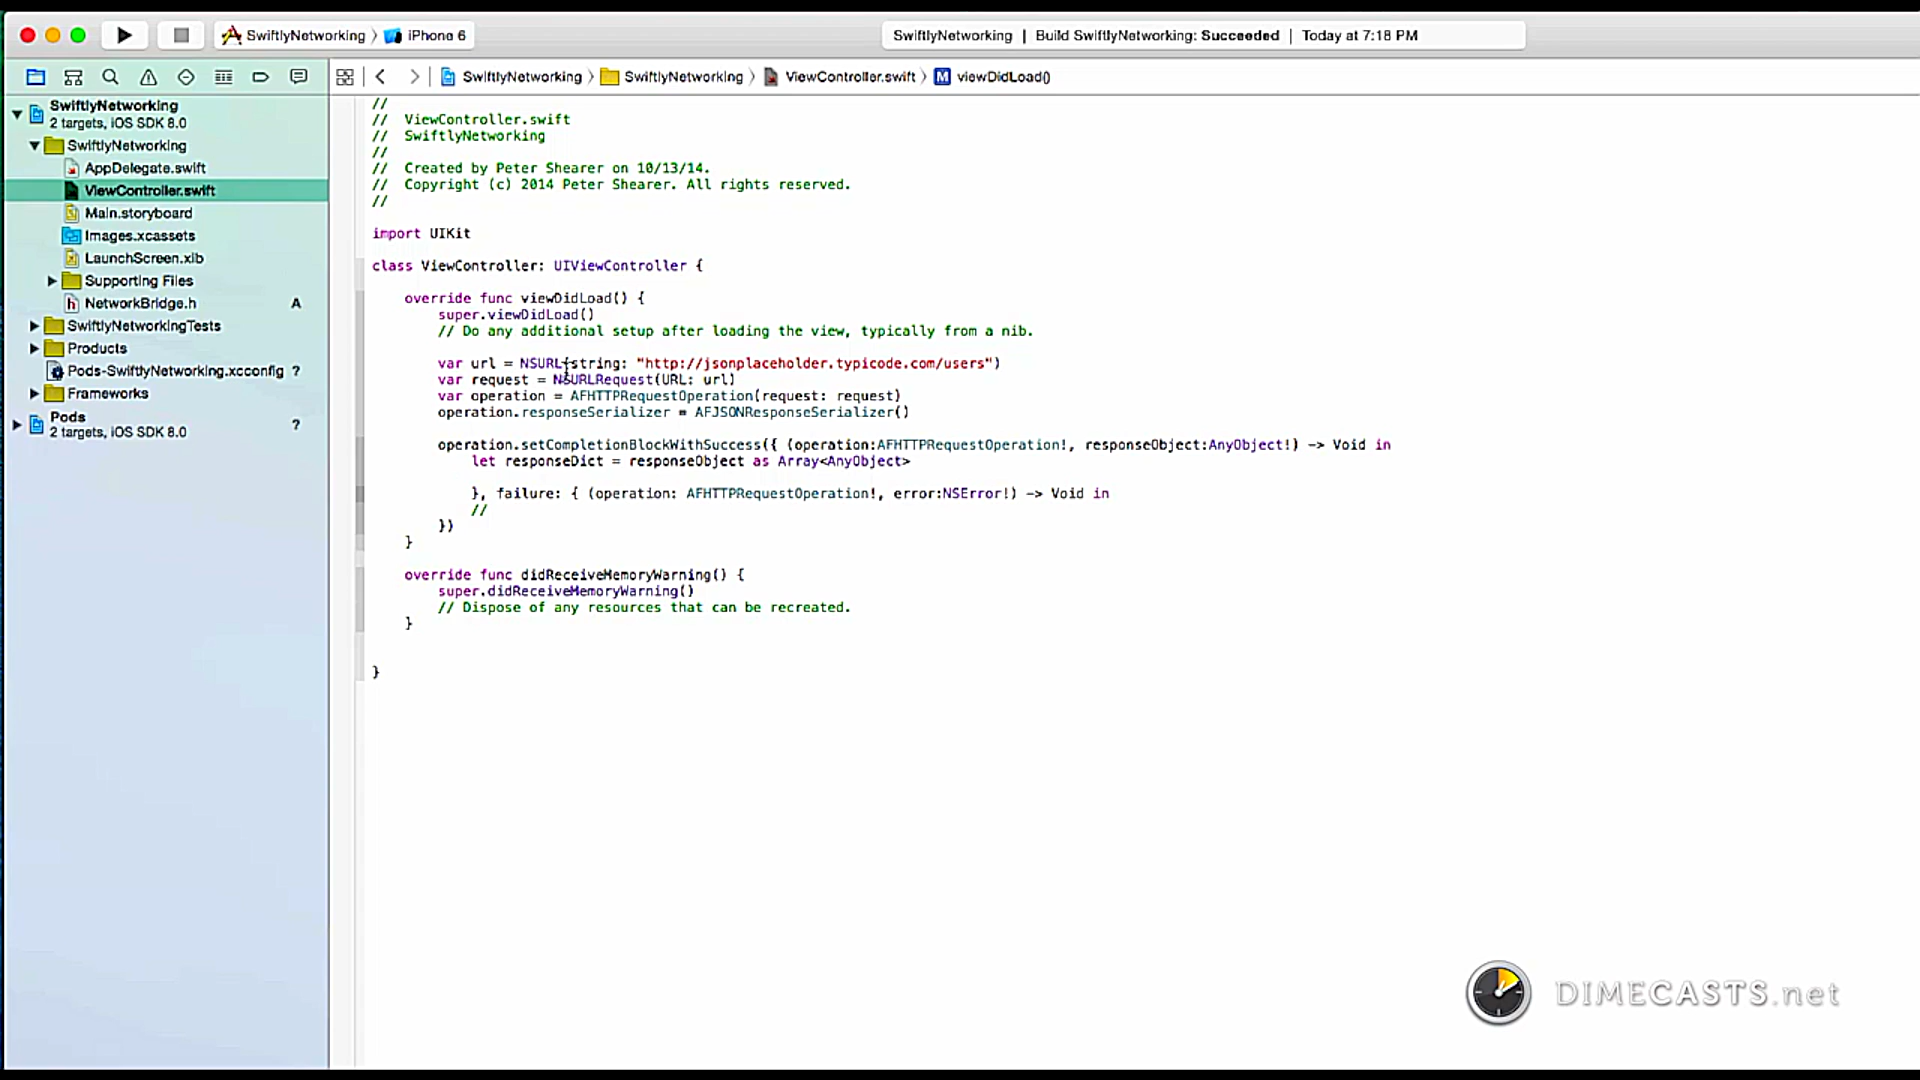 SwiftlyNetworking 〉 iPhone 6
SwiftlyNetworking | Build SwiftlyNetworking: Succeeded | Today at 7:18 PM
SwiftlyNetworking 〉 SwiftlyNetworking 〉 ViewController.swift 〉 M viewDidLoad()
SwiftlyNetworking
2 targets, iOS SDK 8.0
SwiftlyNetworking
AppDelegate.swift
ViewController.swift
Main.storyboard
Images.xcassets
LaunchScreen.xib
Supporting Files
NetworkBridge.h A
SwiftlyNetworkingTests
Products
Pods-SwiftlyNetworking.xcconfig ?
Frameworks
Pods
2 targets, iOS SDK 8.0 ?
//
// ViewController.swift
// SwiftlyNetworking
//
// Created by Peter Shearer on 10/13/14.
// Copyright (c) 2014 Peter Shearer. All rights reserved.
//
import UIKit
class ViewController: UIViewController {
override func viewDidLoad() {
super.viewDidLoad()
// Do any additional setup after loading the view, typically from a nib.
var url = NSURL(string: "http://jsonplaceholder.typicode.com/users")
var request = NSURLRequest(URL: url)
var operation = AFHTTPRequestOperation(request: request)
operation.responseSerializer = AFJSONResponseSerializer()
operation.setCompletionBlockWithSuccess({ (operation:AFHTTPRequestOperation!, responseObject:AnyObject!) -> Void in
let responseDict = responseObject as Array<AnyObject>
}, failure: { (operation: AFHTTPRequestOperation!, error:NSError!) -> Void in
//
})
}
override func didReceiveMemoryWarning() {
super.didReceiveMemoryWarning()
// Dispose of any resources that can be recreated.
}
}
DIMECASTS.net